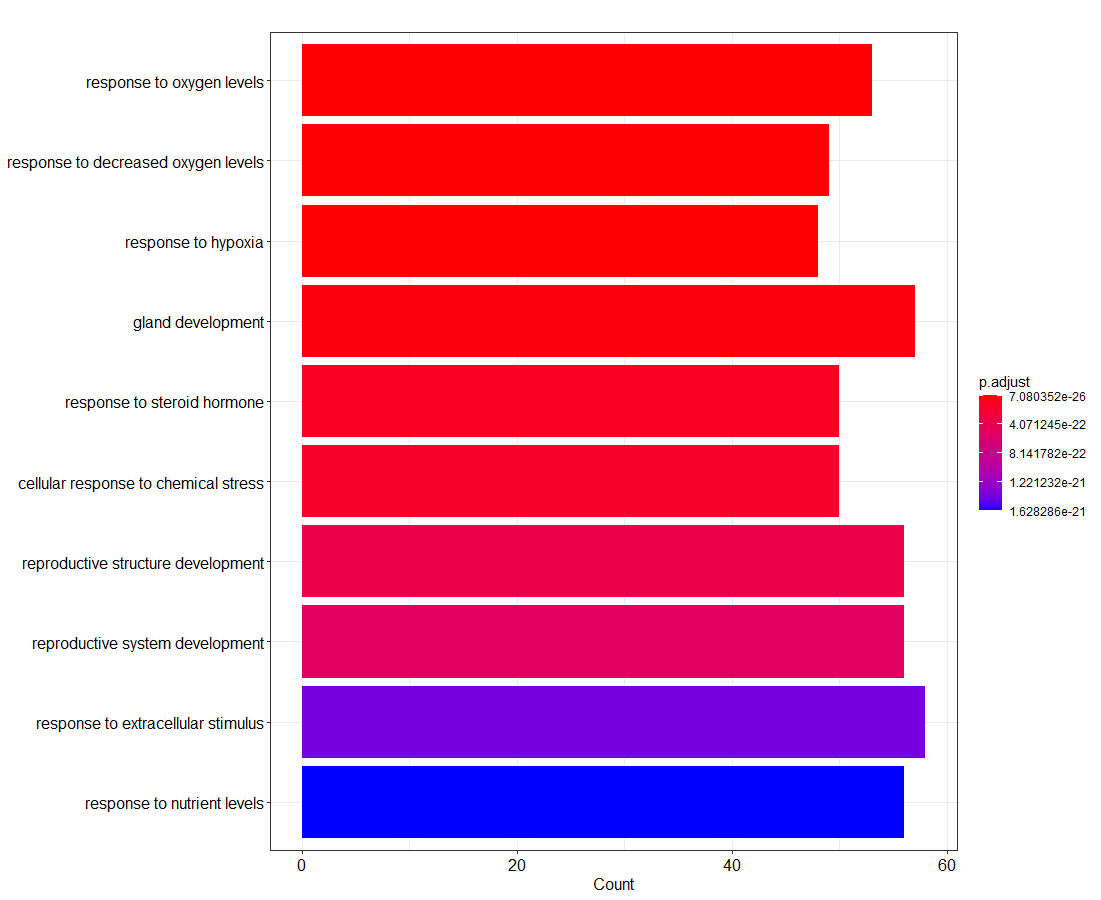 response to oxygen levels
response to decreased oxygen levels
response to hypoxia
gland development
response to steroid hormone
cellular response to chemical stress
reproductive structure development
reproductive system development
response to extracellular stimulus
response to nutrient levels
0 20 40 60
Count
p.adjust
7.080352e-26
4.071245e-22
8.141782e-22
1.221232e-21
1.628286e-21